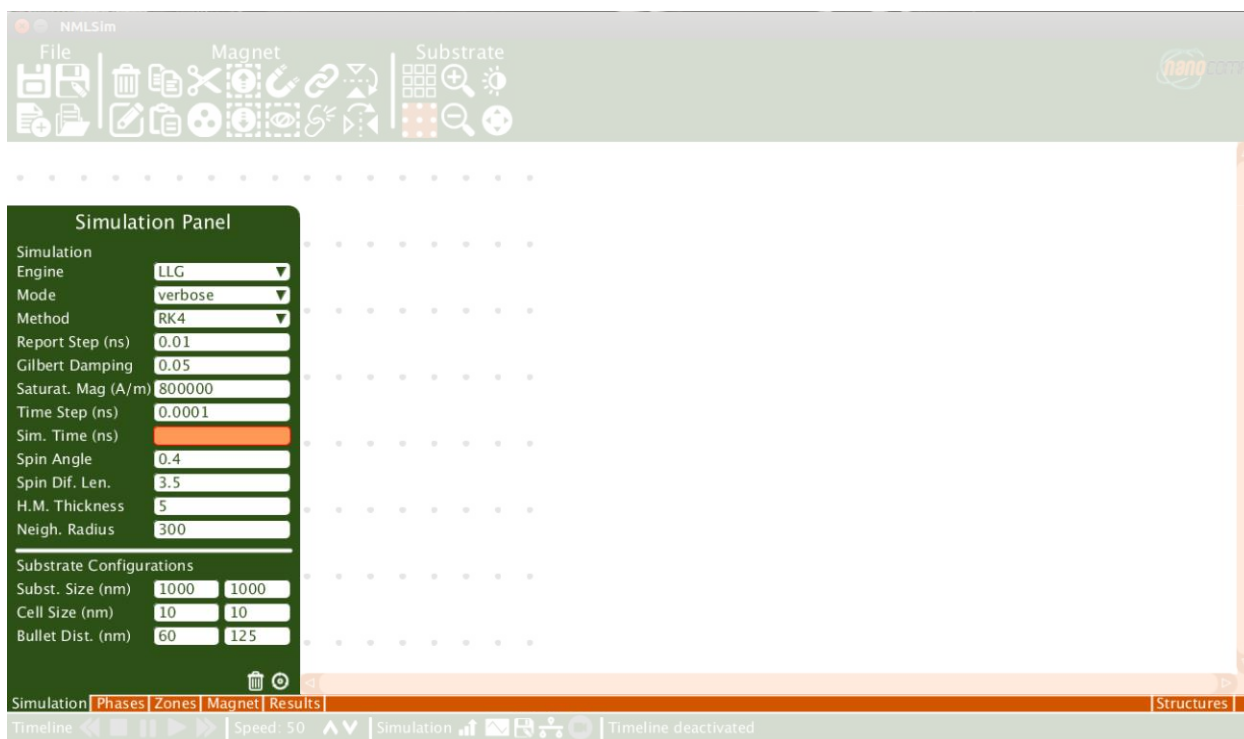 NMLSim
File Magnet Substrate
nanocomp
Simulation Panel
Simulation
Engine LLG
Mode verbose
Method RK4
Report Step (ns) 0.01
Gilbert Damping 0.05
Saturat. Mag (A/m) 800000
Time Step (ns) 0.0001
Sim. Time (ns)
Spin Angle 0.4
Spin Dif. Len. 3.5
H.M. Thickness 5
Neigh. Radius 300
Substrate Configurations
Subst. Size (nm) 1000 1000
Cell Size (nm) 10 10
Bullet Dist. (nm) 60 125
Simulation Phases Zones Magnet Results Structures
Timeline Speed: 50 Simulation Timeline deactivated